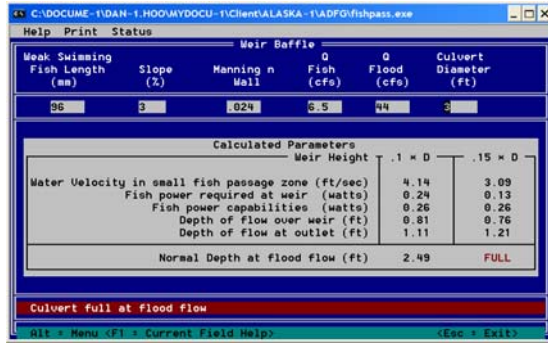 C:\DOCUME~1\DAN~1.HOO\MYDOCU~1\Client\ALASKA~1\ADFG\fishpass.exe
Help Print Status
Weir Baffle
Weak Swimming Q Q Culvert
Fish Length Slope Manning n Fish Flood Diameter
(mm) (%) Wall (cfs) (cfs) (ft)
96 3 .024 6.5 44 3
Calculated Parameters
Weir Height .1 × D .15 × D
Water Velocity in small fish passage zone (ft/sec) 4.14 3.09
Fish power required at weir (watts) 0.24 0.13
Fish power capabilities (watts) 0.26 0.26
Depth of flow over weir (ft) 0.81 0.76
Depth of flow at outlet (ft) 1.11 1.21
Normal Depth at flood flow (ft) 2.49 FULL
Culvert full at flood flow
Alt = Menu <F1 = Current Field Help> <Esc = Exit>